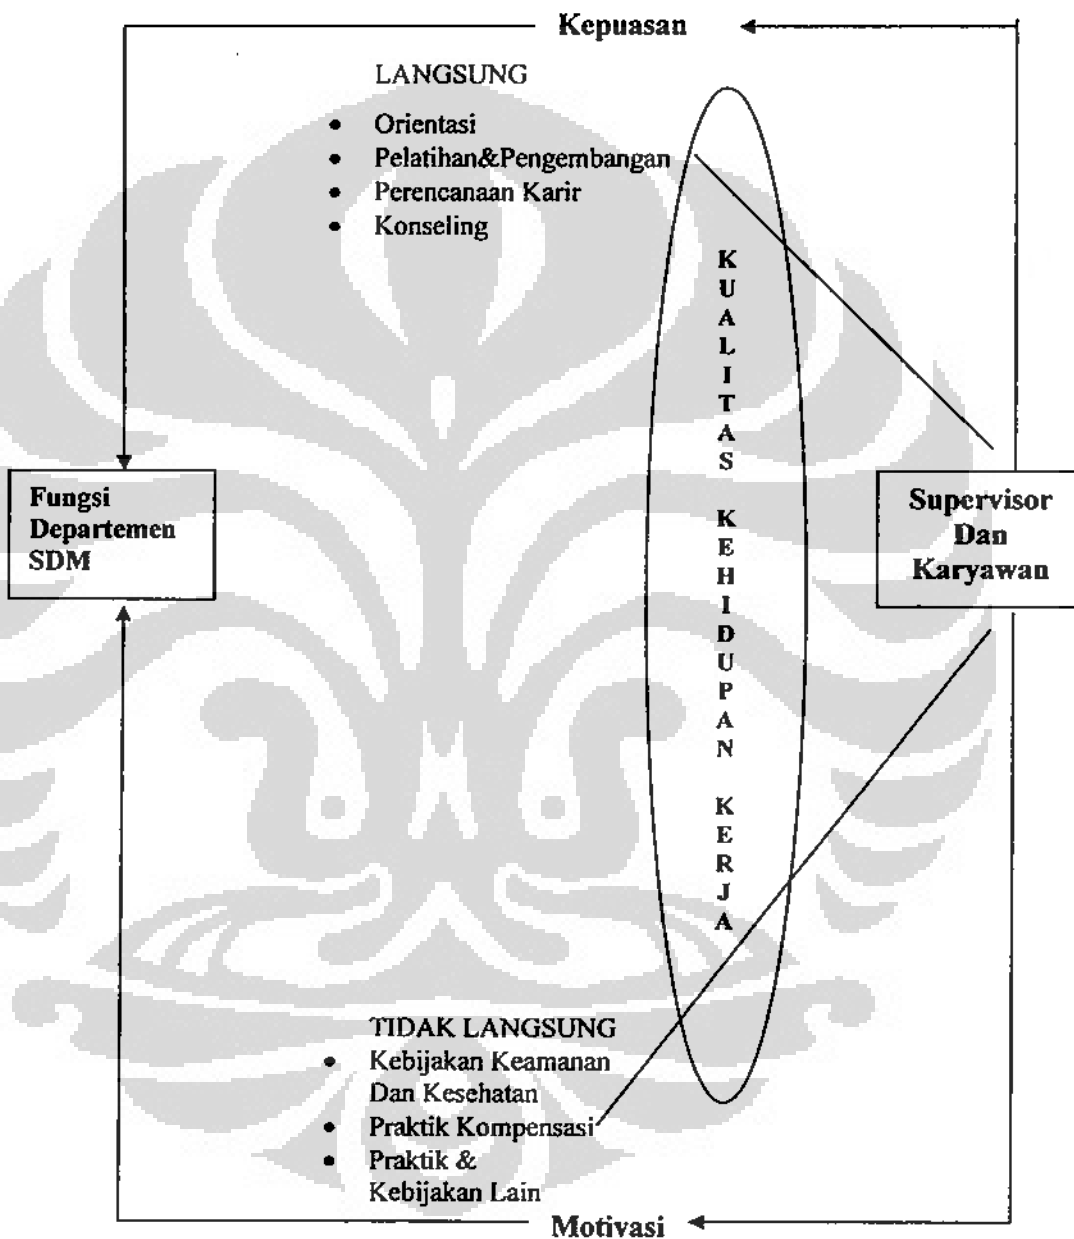 Kepuasan
LANGSUNG
• Orientasi
• Pelatihan&Pengembangan
• Perencanaan Karir
• Konseling
KUALITAS KEHIDUPAN KERJA
Fungsi
Departemen
SDM
Supervisor
Dan
Karyawan
TIDAK LANGSUNG
• Kebijakan Keamanan
Dan Kesehatan
• Praktik Kompensasi
• Praktik &
Kebijakan Lain
Motivasi